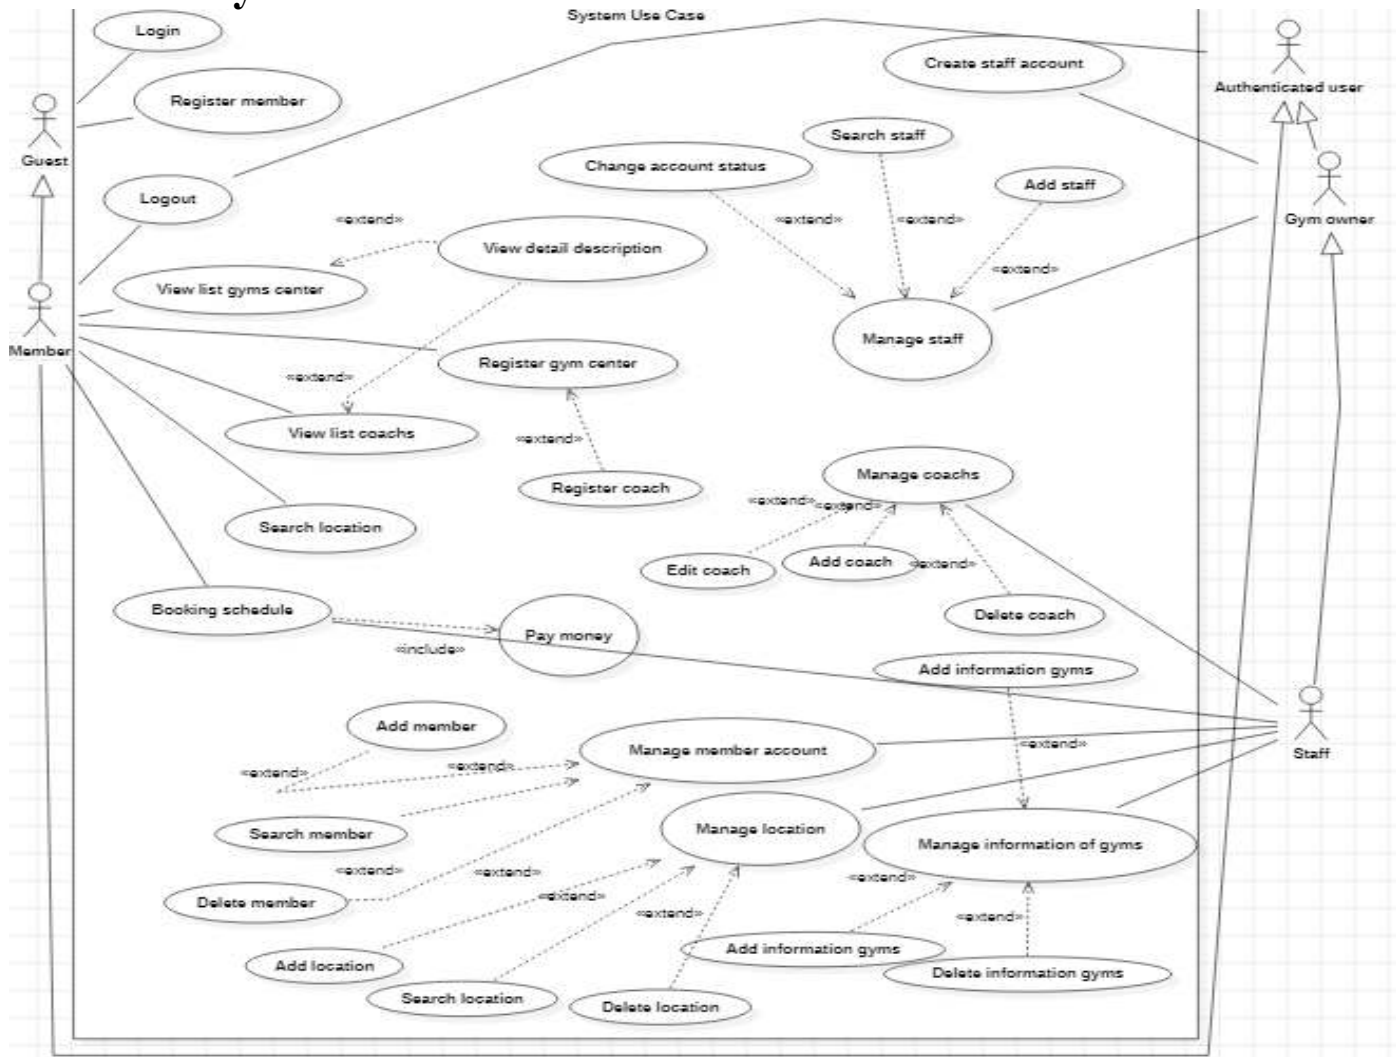 y
System Use Case
Login
Create staff account
Authenticated user
Register member
Guest
Search staff
Change account status
Add staff
Logout
«extend»
«extend»
«extend»
Gym owner
View detail description
«extend»
View list gyms center
Manage staff
Member
Register gym center
«extend»
View list coachs
«extend»
Manage coachs
Register coach
«extend»
«extend»
Search location
Edit coach
Add coach
«extend»
Booking schedule
Delete coach
Pay money
«include»
Add information gyms
Add member
Manage member account
«extend»
Staff
«extend»
«extend»
Search member
Manage location
Manage information of gyms
«extend»
«extend»
«extend»
Delete member
«extend»
«extend»
«extend»
Add information gyms
Add location
Delete information gyms
Search location
Delete location